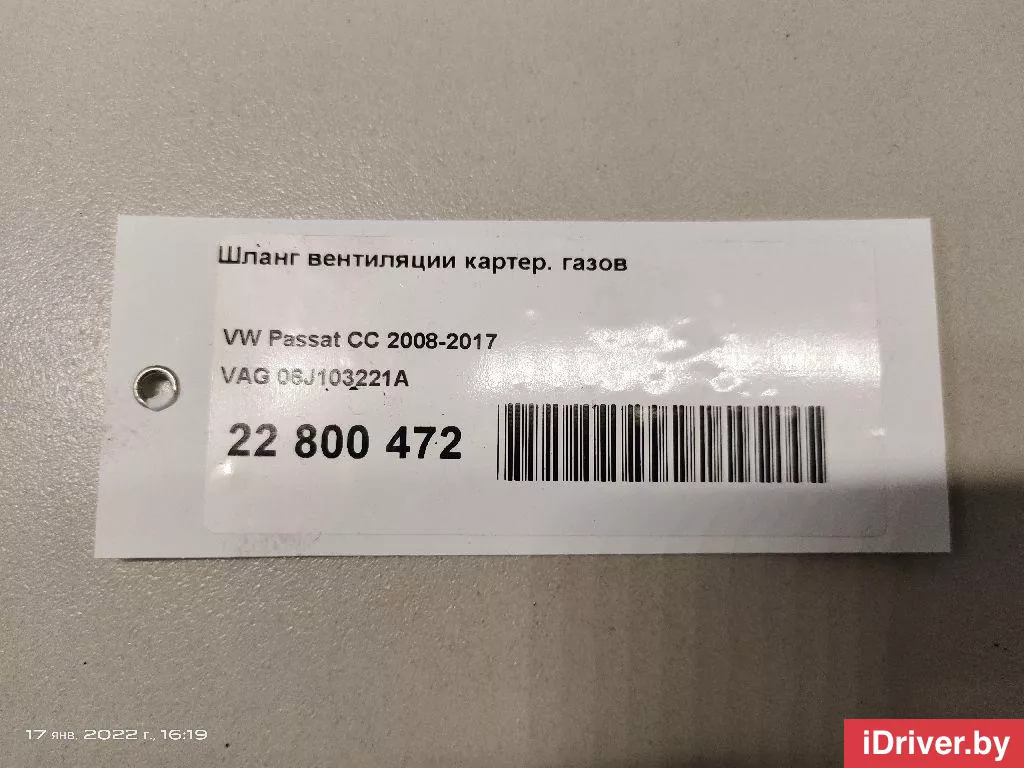 Шланг вентиляции картер. газов
VW Passat CC 2008-2017
VAG 06J103221A
22 800 472
17 янв. 2022 г., 16:19
iDriver.by